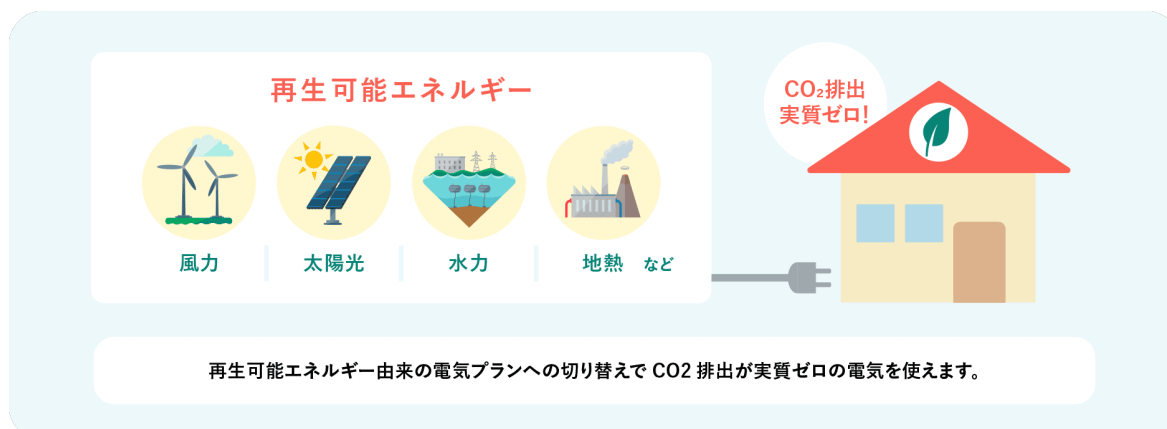 再生可能エネルギー
CO₂排出
実質ゼロ!
風力
太陽光
水力
地熱 など
再生可能エネルギー由来の電気プランへの切り替えで CO2 排出が実質ゼロの電気を使えます。